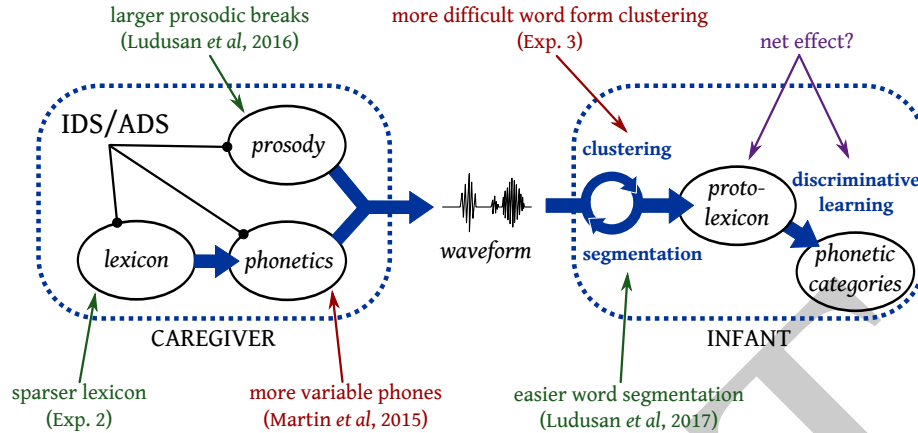 larger prosodic breaks
(Ludusan et al, 2016)
more difficult word form clustering
(Exp. 3)
net effect?
IDS/ADS
prosody
lexicon
phonetics
CAREGIVER
waveform
clustering
segmentation
proto-
lexicon
discriminative
learning
phonetic
categories
INFANT
sparser lexicon
(Exp. 2)
more variable phones
(Martin et al, 2015)
easier word segmentation
(Ludusan et al, 2017)